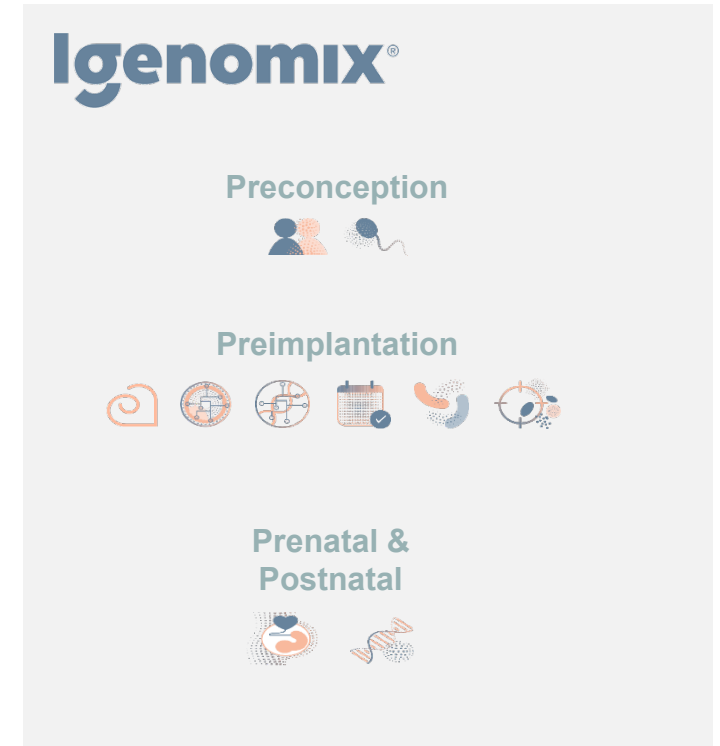 Igenomix®
Preconception
Preimplantation
Prenatal &
Postnatal